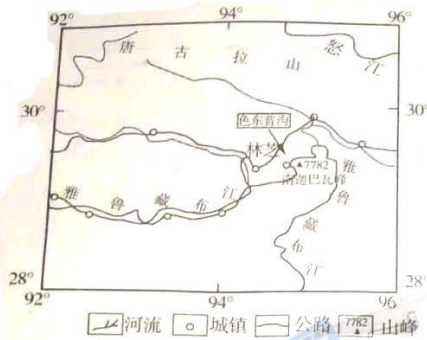 92° 94° 96°
唐古拉山
怒江
30° 30°
色东普沟
林芝
▲7782
南迦巴瓦峰
雅鲁藏布江
雅鲁藏布江
28° 28°
92° 94° 96°
河流 城镇 公路 7782▲ 山峰